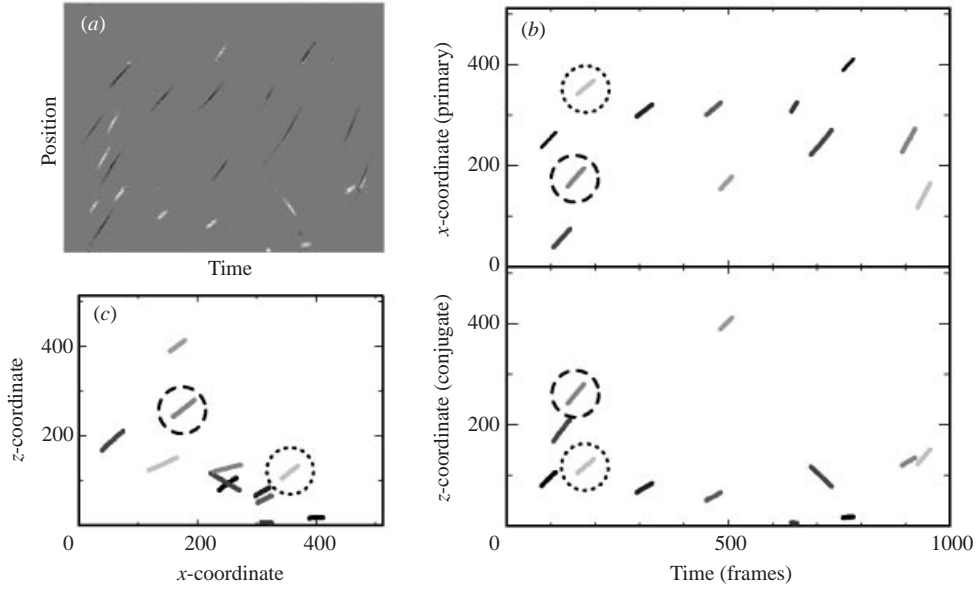 (a)
Position
Time
(b)
x-coordinate (primary)
400
200
0
(c)
z-coordinate
400
200
0
200
400
x-coordinate
z-coordinate (conjugate)
400
200
0
500
1000
Time (frames)